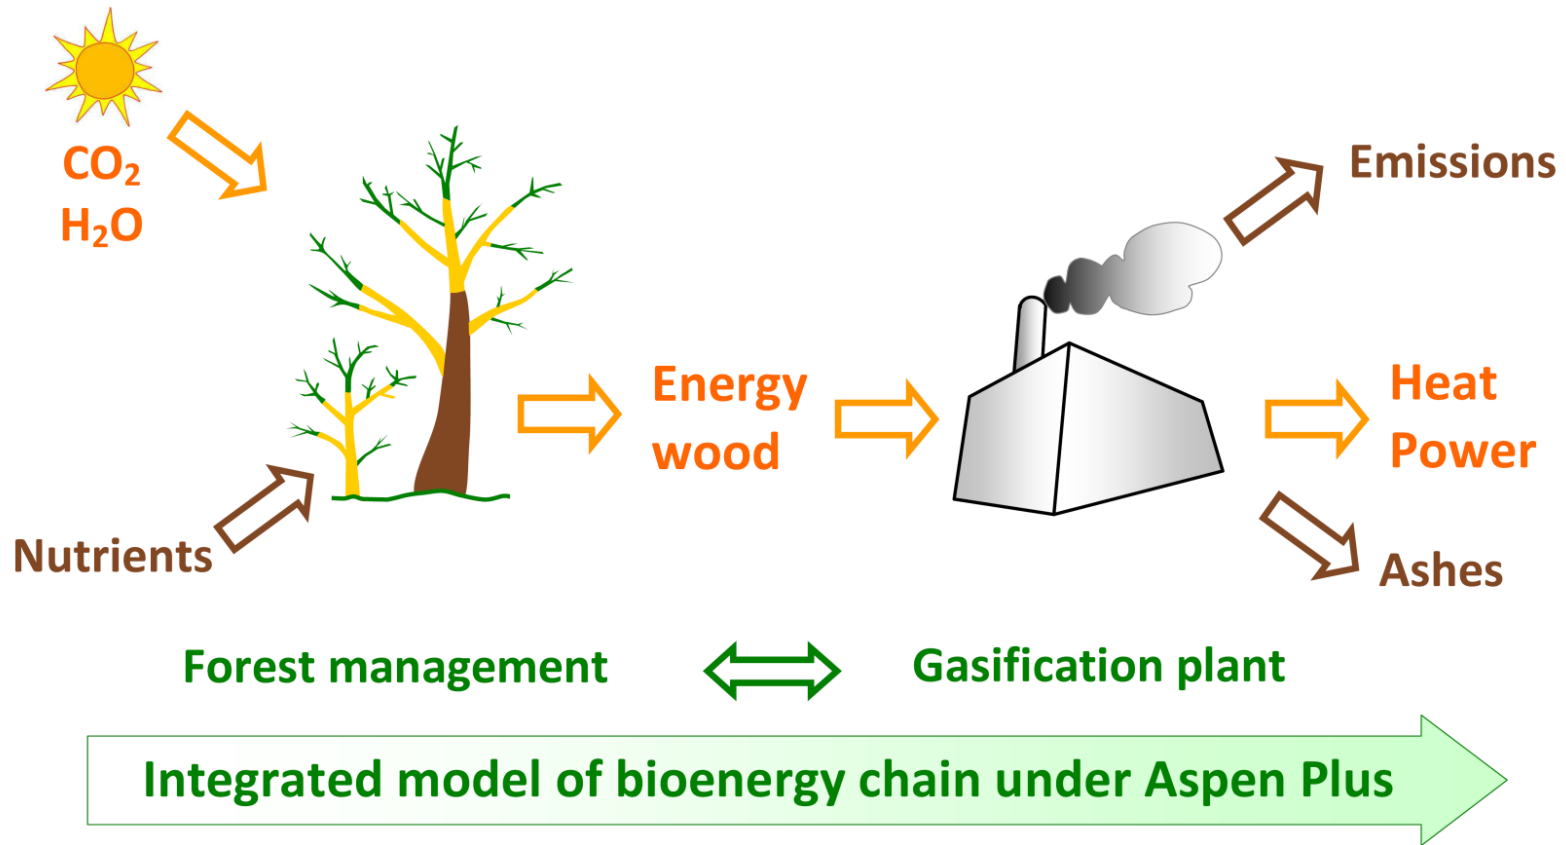 CO₂
H₂O
Nutrients
Energy
wood
Emissions
Heat
Power
Ashes
Forest management
Gasification plant
Integrated model of bioenergy chain under Aspen Plus